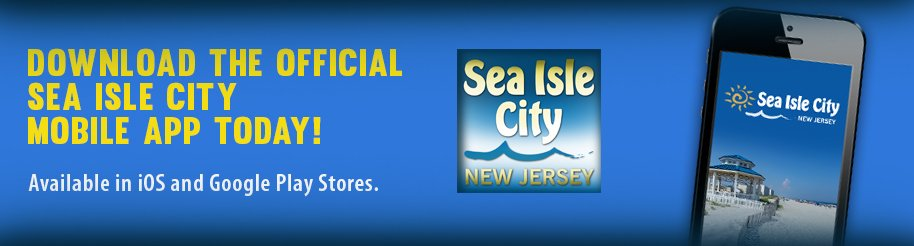 DOWNLOAD THE OFFICIAL
SEA ISLE CITY
MOBILE APP TODAY!
Available in iOS and Google Play Stores.
Sea Isle
City
NEW JERSEY
Sea Isle City
NEW JERSEY